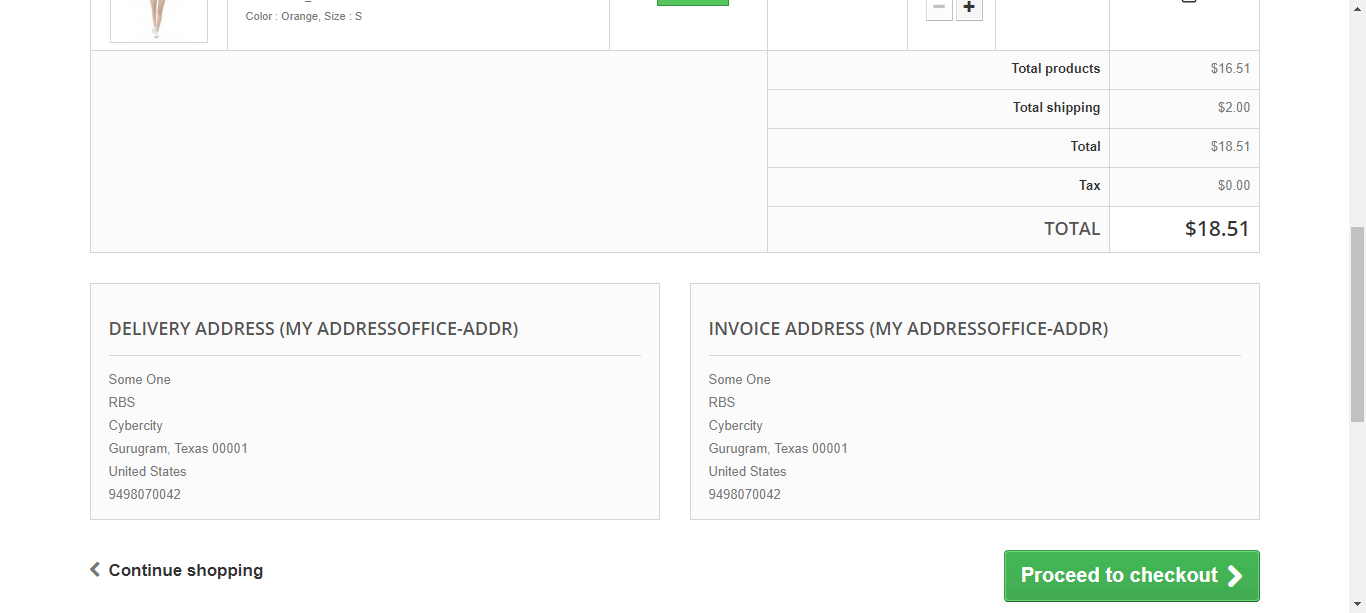 Color : Orange, Size : S
Total products $16.51
Total shipping $2.00
Total $18.51
Tax $0.00
TOTAL $18.51
DELIVERY ADDRESS (MY ADDRESSOFFICE-ADDR)
Some One
RBS
Cybercity
Gurugram, Texas 00001
United States
9498070042
INVOICE ADDRESS (MY ADDRESSOFFICE-ADDR)
Some One
RBS
Cybercity
Gurugram, Texas 00001
United States
9498070042
Continue shopping
Proceed to checkout